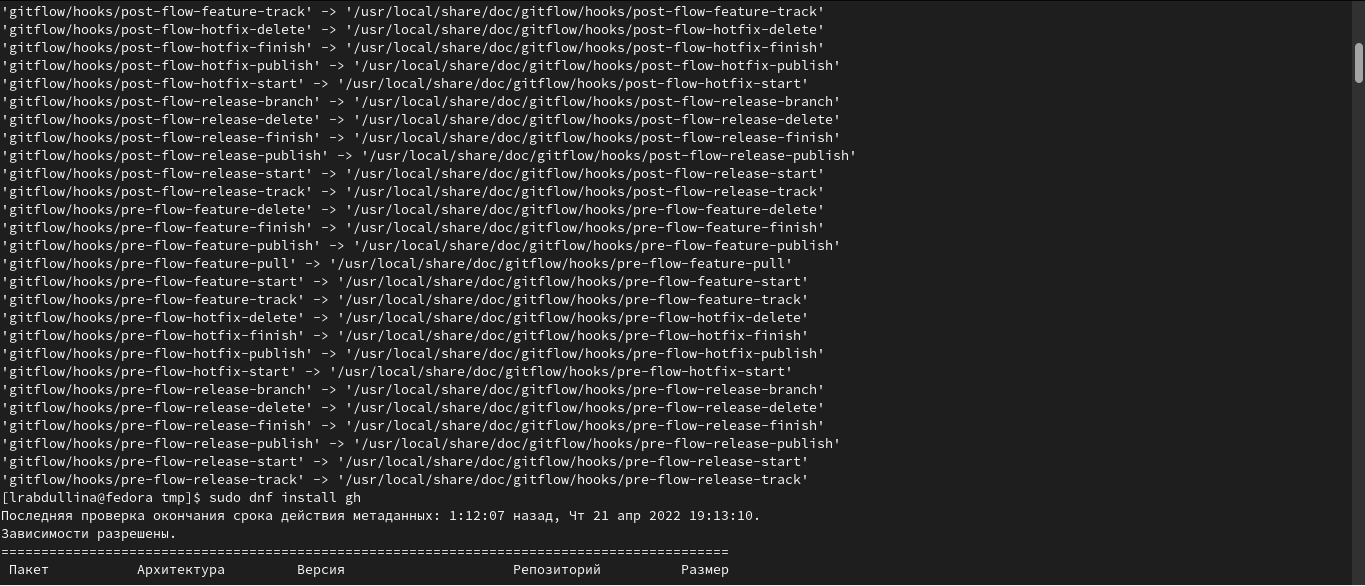 'gitflow/hooks/post-flow-feature-track' -> '/usr/local/share/doc/gitflow/hooks/post-flow-feature-track'
'gitflow/hooks/post-flow-hotfix-delete' -> '/usr/local/share/doc/gitflow/hooks/post-flow-hotfix-delete'
'gitflow/hooks/post-flow-hotfix-finish' -> '/usr/local/share/doc/gitflow/hooks/post-flow-hotfix-finish'
'gitflow/hooks/post-flow-hotfix-publish' -> '/usr/local/share/doc/gitflow/hooks/post-flow-hotfix-publish'
'gitflow/hooks/post-flow-hotfix-start' -> '/usr/local/share/doc/gitflow/hooks/post-flow-hotfix-start'
'gitflow/hooks/post-flow-release-branch' -> '/usr/local/share/doc/gitflow/hooks/post-flow-release-branch'
'gitflow/hooks/post-flow-release-delete' -> '/usr/local/share/doc/gitflow/hooks/post-flow-release-delete'
'gitflow/hooks/post-flow-release-finish' -> '/usr/local/share/doc/gitflow/hooks/post-flow-release-finish'
'gitflow/hooks/post-flow-release-publish' -> '/usr/local/share/doc/gitflow/hooks/post-flow-release-publish'
'gitflow/hooks/post-flow-release-start' -> '/usr/local/share/doc/gitflow/hooks/post-flow-release-start'
'gitflow/hooks/post-flow-release-track' -> '/usr/local/share/doc/gitflow/hooks/post-flow-release-track'
'gitflow/hooks/pre-flow-feature-delete' -> '/usr/local/share/doc/gitflow/hooks/pre-flow-feature-delete'
'gitflow/hooks/pre-flow-feature-finish' -> '/usr/local/share/doc/gitflow/hooks/pre-flow-feature-finish'
'gitflow/hooks/pre-flow-feature-publish' -> '/usr/local/share/doc/gitflow/hooks/pre-flow-feature-publish'
'gitflow/hooks/pre-flow-feature-pull' -> '/usr/local/share/doc/gitflow/hooks/pre-flow-feature-pull'
'gitflow/hooks/pre-flow-feature-start' -> '/usr/local/share/doc/gitflow/hooks/pre-flow-feature-start'
'gitflow/hooks/pre-flow-feature-track' -> '/usr/local/share/doc/gitflow/hooks/pre-flow-feature-track'
'gitflow/hooks/pre-flow-hotfix-delete' -> '/usr/local/share/doc/gitflow/hooks/pre-flow-hotfix-delete'
'gitflow/hooks/pre-flow-hotfix-finish' -> '/usr/local/share/doc/gitflow/hooks/pre-flow-hotfix-finish'
'gitflow/hooks/pre-flow-hotfix-publish' -> '/usr/local/share/doc/gitflow/hooks/pre-flow-hotfix-publish'
'gitflow/hooks/pre-flow-hotfix-start' -> '/usr/local/share/doc/gitflow/hooks/pre-flow-hotfix-start'
'gitflow/hooks/pre-flow-release-branch' -> '/usr/local/share/doc/gitflow/hooks/pre-flow-release-branch'
'gitflow/hooks/pre-flow-release-delete' -> '/usr/local/share/doc/gitflow/hooks/pre-flow-release-delete'
'gitflow/hooks/pre-flow-release-finish' -> '/usr/local/share/doc/gitflow/hooks/pre-flow-release-finish'
'gitflow/hooks/pre-flow-release-publish' -> '/usr/local/share/doc/gitflow/hooks/pre-flow-release-publish'
'gitflow/hooks/pre-flow-release-start' -> '/usr/local/share/doc/gitflow/hooks/pre-flow-release-start'
'gitflow/hooks/pre-flow-release-track' -> '/usr/local/share/doc/gitflow/hooks/pre-flow-release-track'
[lrabdullina@fedora tmp]$ sudo dnf install gh
Последняя проверка окончания срока действия метаданных: 1:12:07 назад, Чт 21 апр 2022 19:13:10.
Зависимости разрешены.
===========================================================================================
Пакет Архитектура Версия Репозиторий Размер